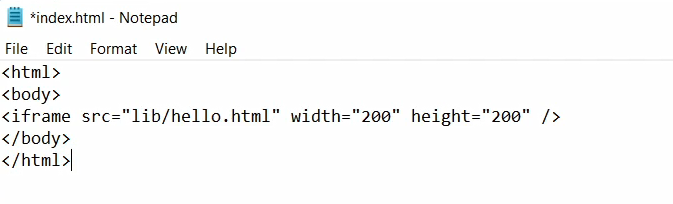 *index.html - Notepad
File Edit Format View Help
<html>
<body>
<iframe src="lib/hello.html" width="200" height="200" />
</body>
</html>